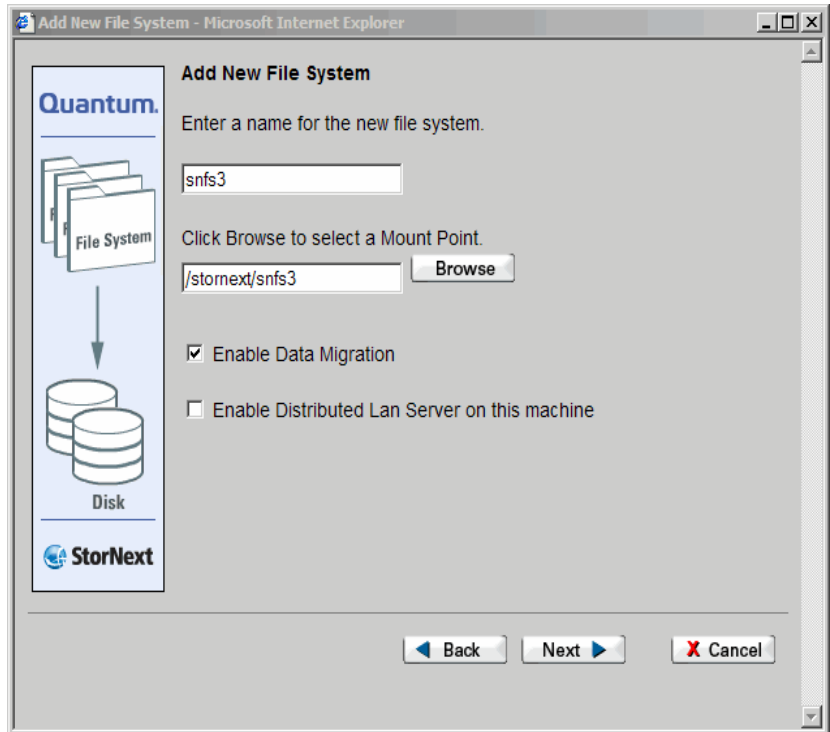 Add New File System - Microsoft Internet Explorer
Quantum.
File System
Disk
StorNext
Add New File System
Enter a name for the new file system.
snfs3
Click Browse to select a Mount Point.
/stornext/snfs3
Browse
Enable Data Migration
Enable Distributed Lan Server on this machine
Back
Next
X Cancel